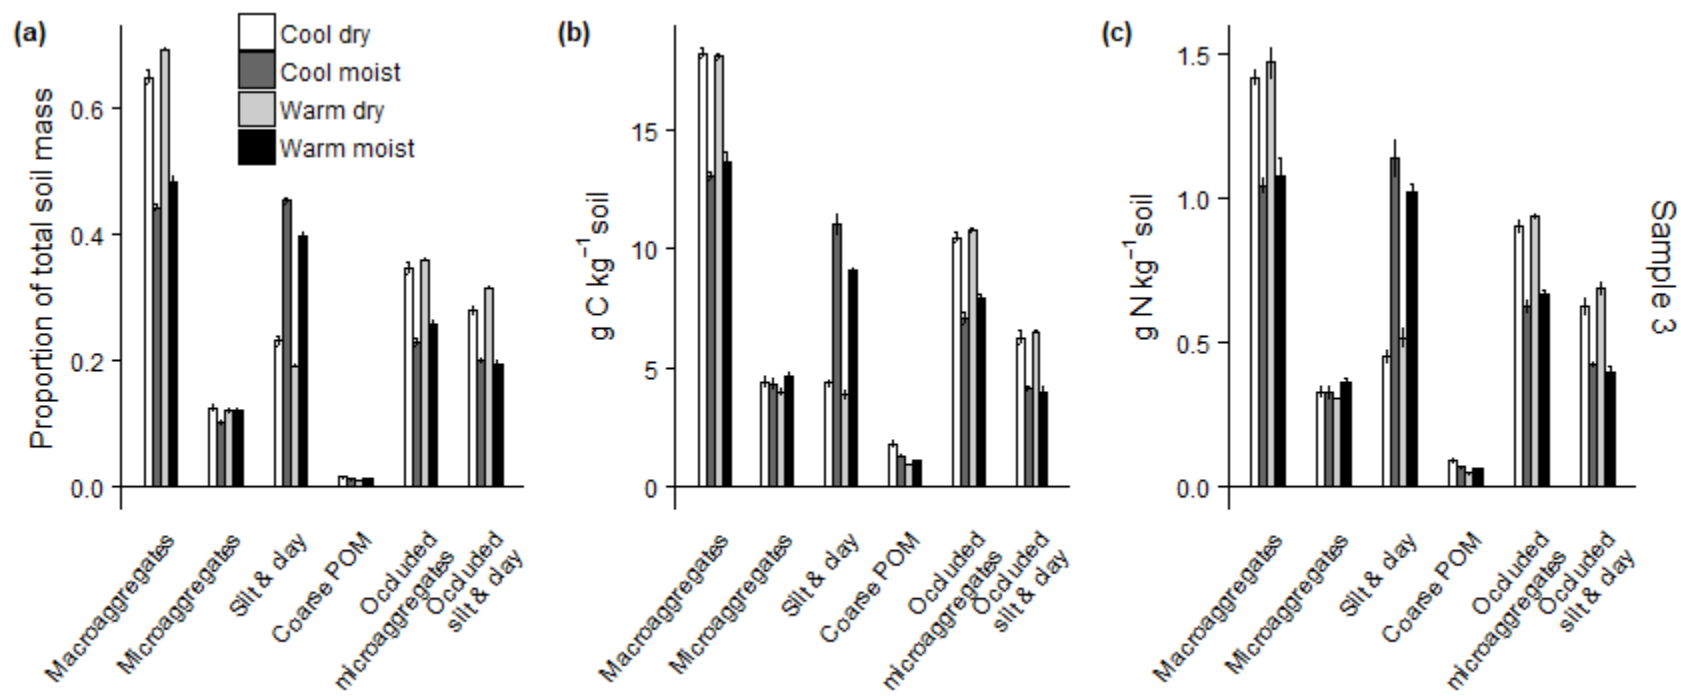 (a)
Cool dry
Cool moist
Warm dry
Warm moist
Proportion of total soil mass
0.6
0.4
0.2
0.0
Macroaggregates
Microaggregates
Silt & clay
Coarse POM
Occluded
microaggregates
Occluded
silt & clay
(b)
g C kg⁻¹ soil
15
10
5
0
Macroaggregates
Microaggregates
Silt & clay
Coarse POM
Occluded
microaggregates
Occluded
silt & clay
(c)
g N kg⁻¹ soil
1.5
1.0
0.5
0.0
Macroaggregates
Microaggregates
Silt & clay
Coarse POM
Occluded
microaggregates
Occluded
silt & clay
Sample 3